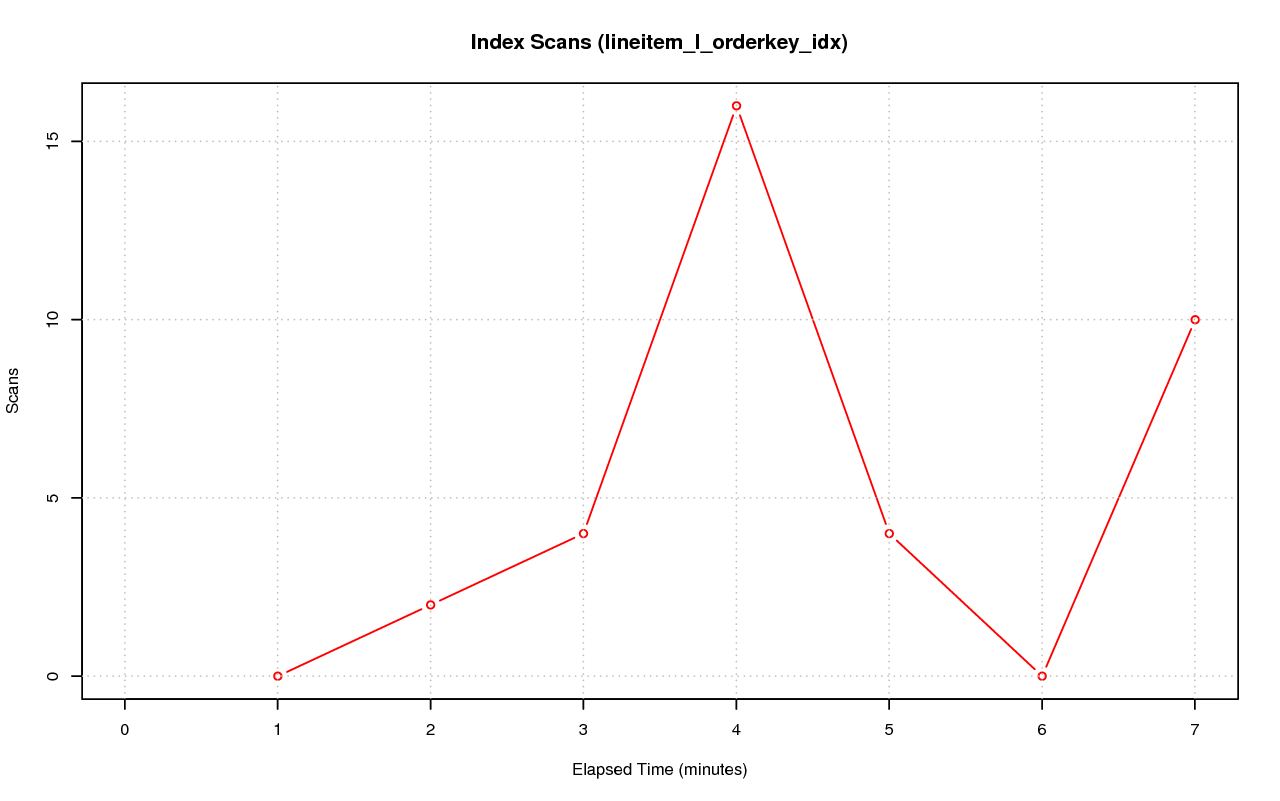 Index Scans (lineitem_l_orderkey_idx)
Scans
15
10
5
0
0 1 2 3 4 5 6 7
Elapsed Time (minutes)